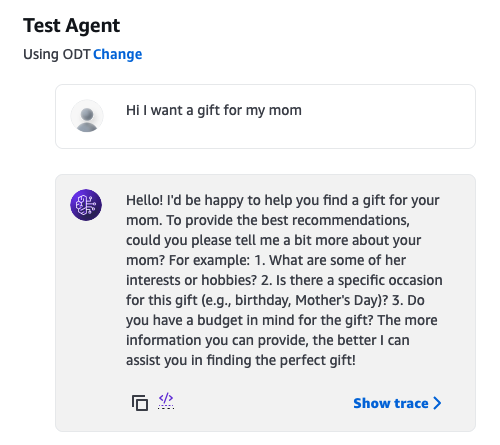 Test Agent
Using ODT Change
Hi I want a gift for my mom
Hello! I'd be happy to help you find a gift for your
mom. To provide the best recommendations,
could you please tell me a bit more about your
mom? For example: 1. What are some of her
interests or hobbies? 2. Is there a specific occasion
for this gift (e.g., birthday, Mother's Day)? 3. Do
you have a budget in mind for the gift? The more
information you can provide, the better I can
assist you in finding the perfect gift!
</> Show trace >